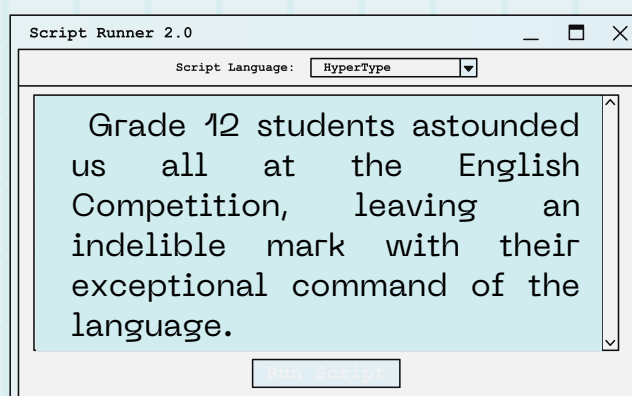 Script Runner 2.0
Script Language: HyperType
Grade 12 students astounded
us all at the English
Competition, leaving an
indelible mark with their
exceptional command of the
language.
Run Script